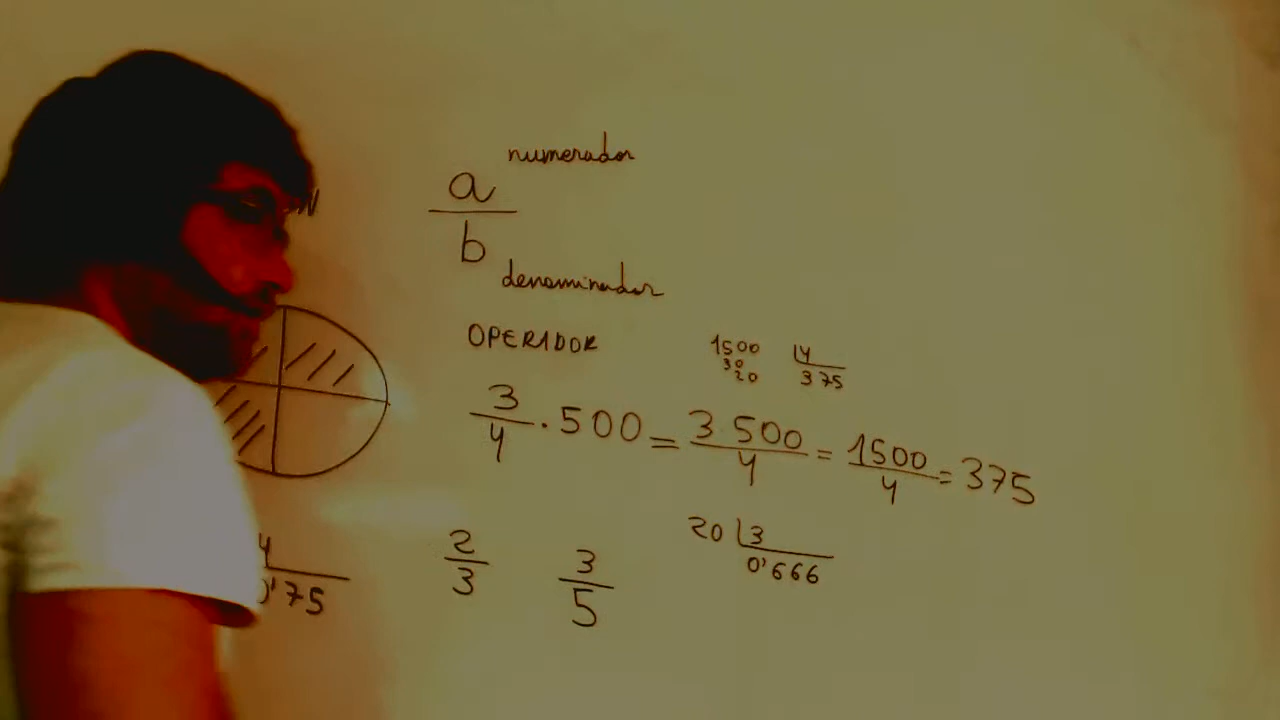 N
a numerador
b denominador
OPERADOR
1500 4
30 375
20
3/4 · 500 = 3 500/4 = 1500/4 = 375
4
0'75
2/3
3/5
20 3
0'666